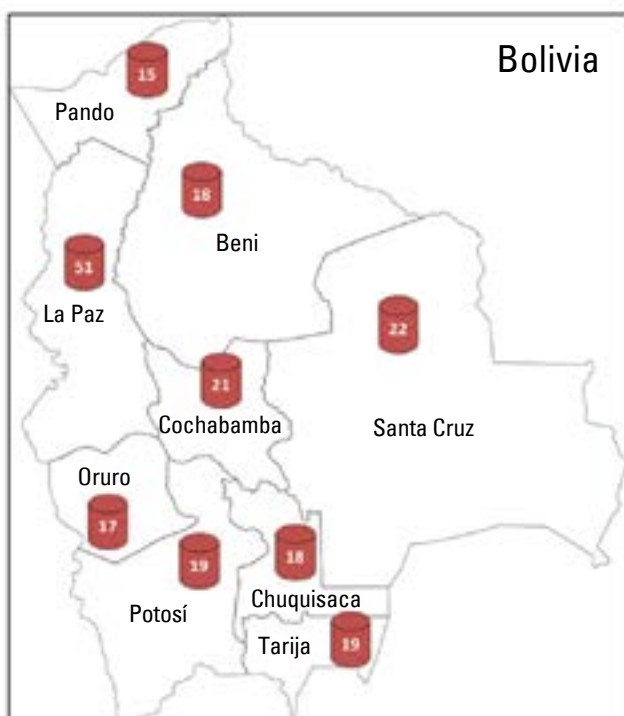 Bolivia
15
Pando
18
Beni
51
La Paz
22
Santa Cruz
21
Cochabamba
Oruro
17
19
Potosí
18
Chuquisaca
Tarija
19